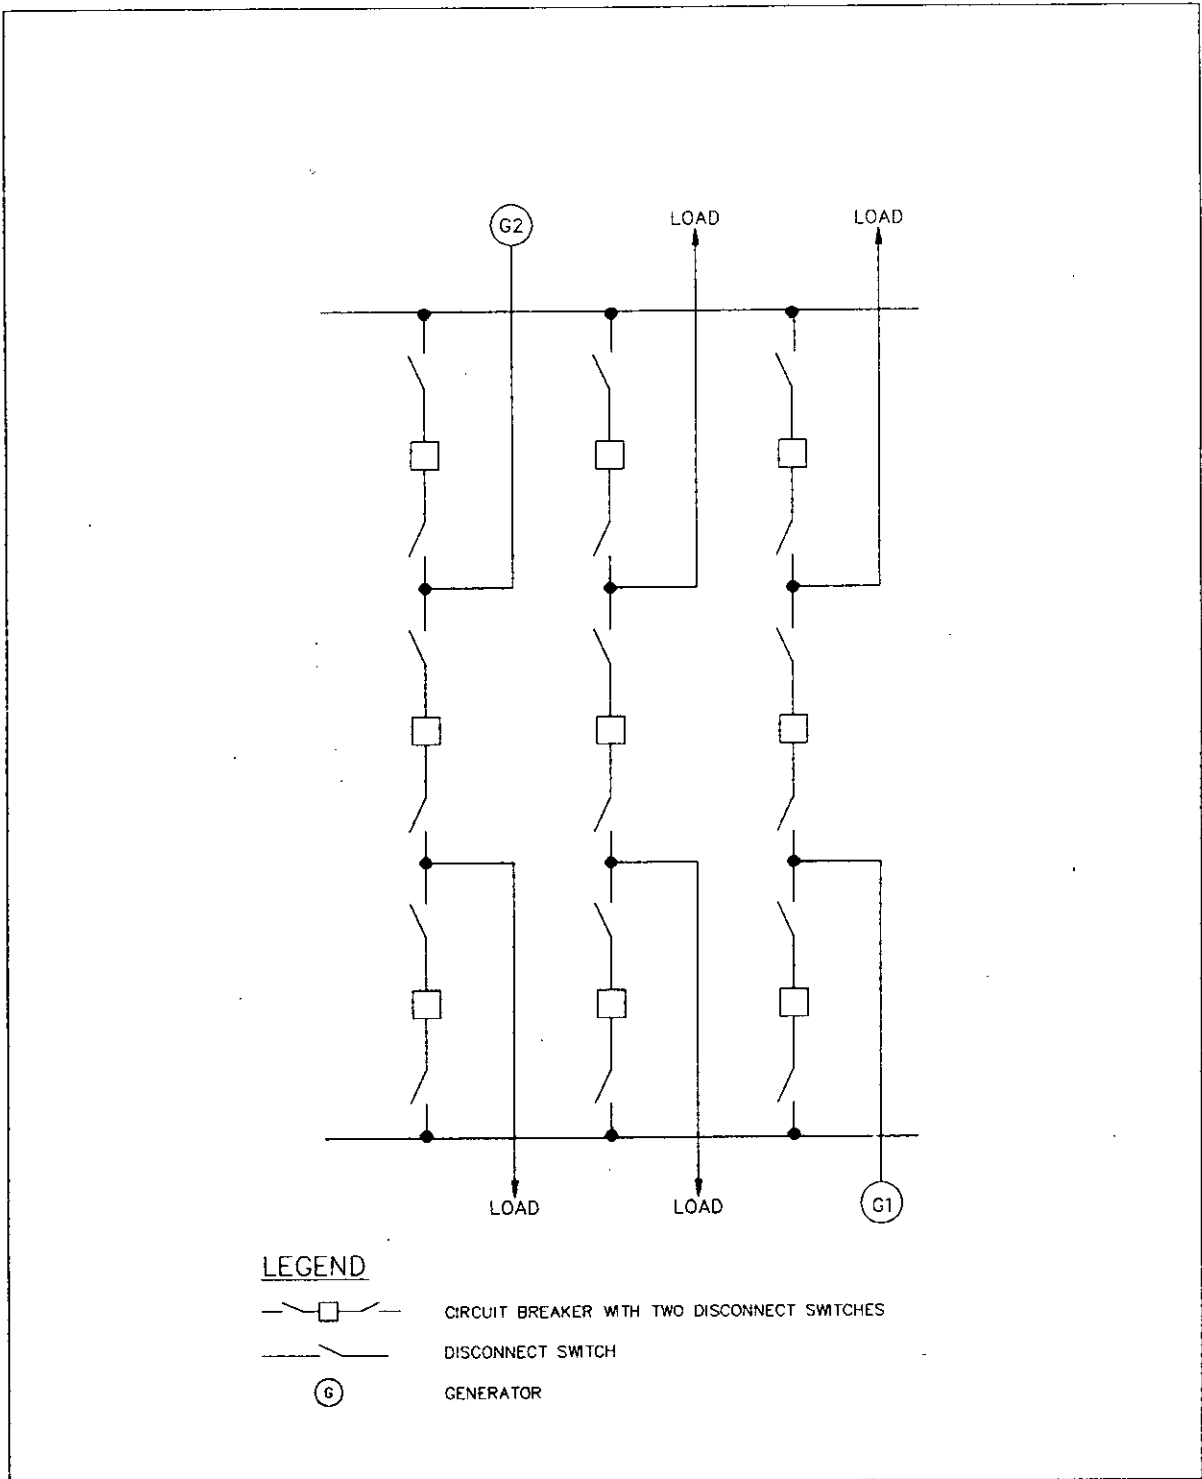 G2
LOAD
LOAD
LOAD
LOAD
G1
LEGEND
CIRCUIT BREAKER WITH TWO DISCONNECT SWITCHES
DISCONNECT SWITCH
G
GENERATOR